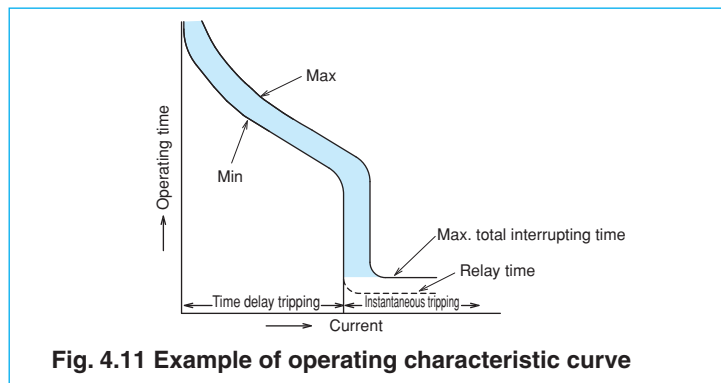 Max
Min
Operating time
Max. total interrupting time
Relay time
Time delay tripping
Instantaneous tripping
Current
Fig. 4.11 Example of operating characteristic curve